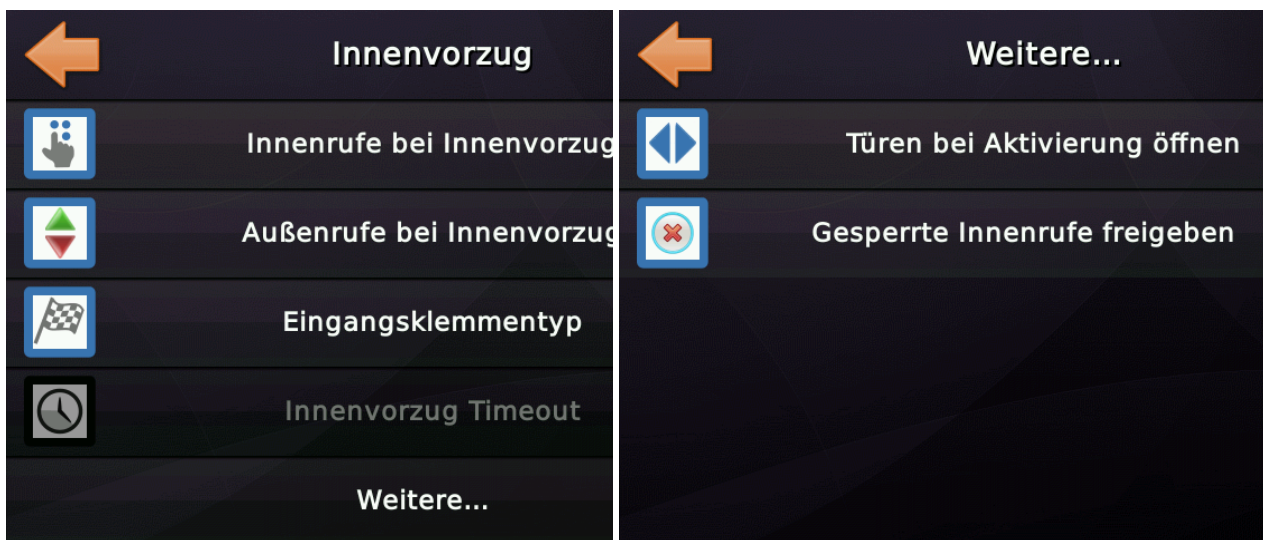 Innenvorzug
Innenrufe bei Innenvorzug
Außenrufe bei Innenvorzug
Eingangsklemmentyp
Innenvorzug Timeout
Weitere...
Weitere...
Türen bei Aktivierung öffnen
Gesperrte Innenrufe freigeben